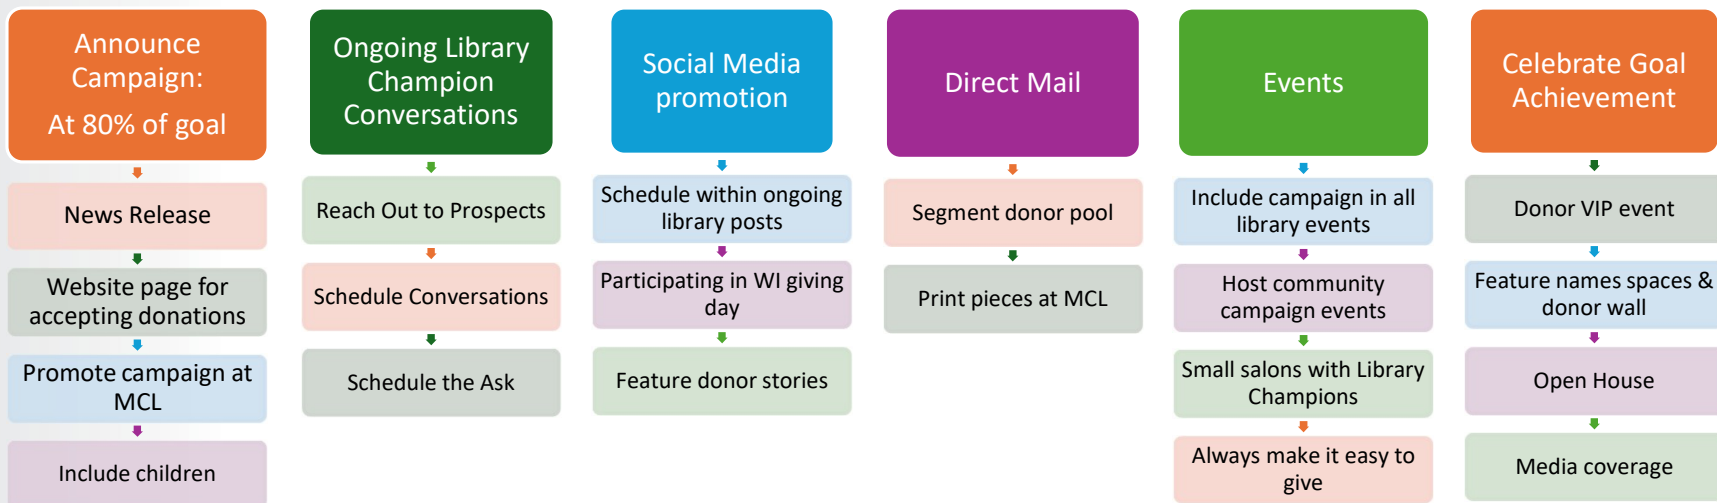 Announce
Campaign:
At 80% of goal
News Release
Website page for
accepting donations
Promote campaign at
MCL
Include children
Ongoing Library
Champion
Conversations
Reach Out to Prospects
Schedule Conversations
Schedule the Ask
Social Media
promotion
Schedule within ongoing
library posts
Participating in WI giving
day
Feature donor stories
Direct Mail
Segment donor pool
Print pieces at MCL
Events
Include campaign in all
library events
Host community
campaign events
Small salons with Library
Champions
Always make it easy to
give
Celebrate Goal
Achievement
Donor VIP event
Feature names spaces &
donor wall
Open House
Media coverage